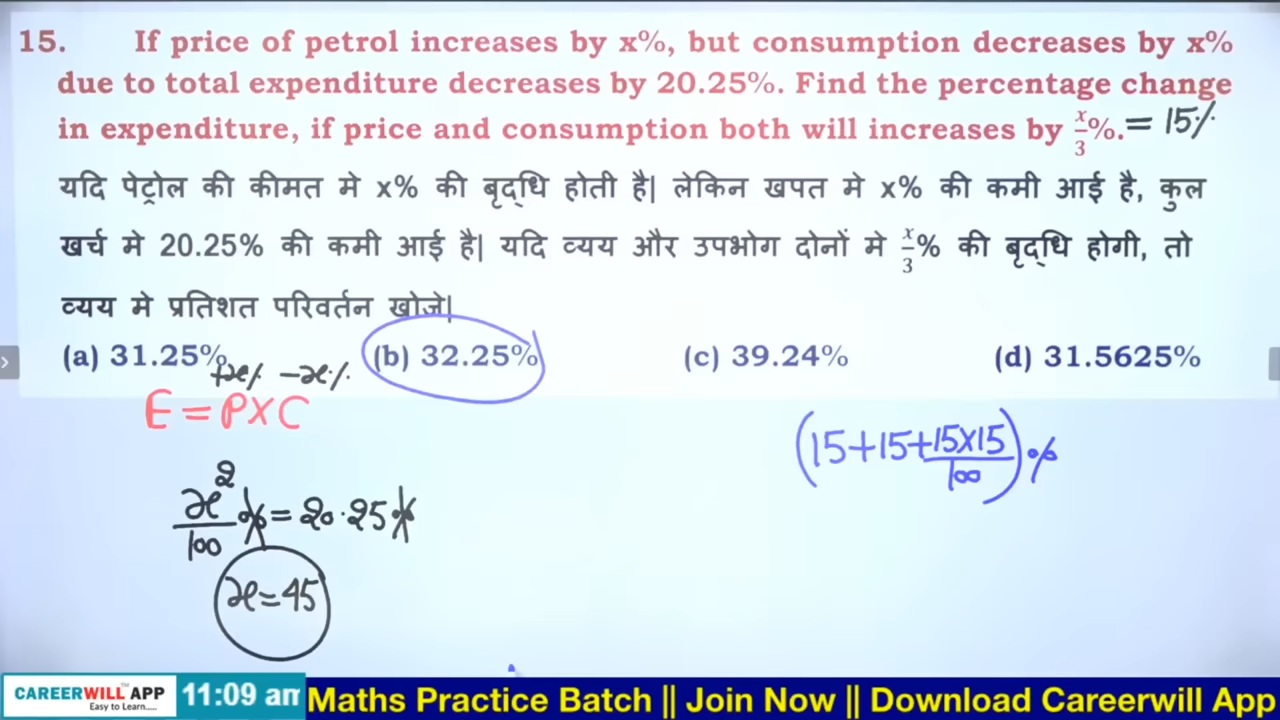 15. If price of petrol increases by x%, but consumption decreases by x%
due to total expenditure decreases by 20.25%. Find the percentage change
in expenditure, if price and consumption both will increases by x/3%. = 15%
यदि पेट्रोल की कीमत मे x% की बृद्धि होती है| लेकिन खपत मे x% की कमी आई है, कुल
खर्च मे 20.25% की कमी आई है| यदि व्यय और उपभोग दोनों मे x/3% की बृद्धि होगी, तो
व्यय मे प्रतिशत परिवर्तन खोजे|
(a) 31.25% (b) 32.25% (c) 39.24% (d) 31.5625%
+x% -x%
E = P×C
(15+15+15×15/100)%
x²/100 % = 20.25%
x=45
CAREERWILL APP
Easy to Learn.....
11:09 am
Maths Practice Batch || Join Now || Download Careerwill App